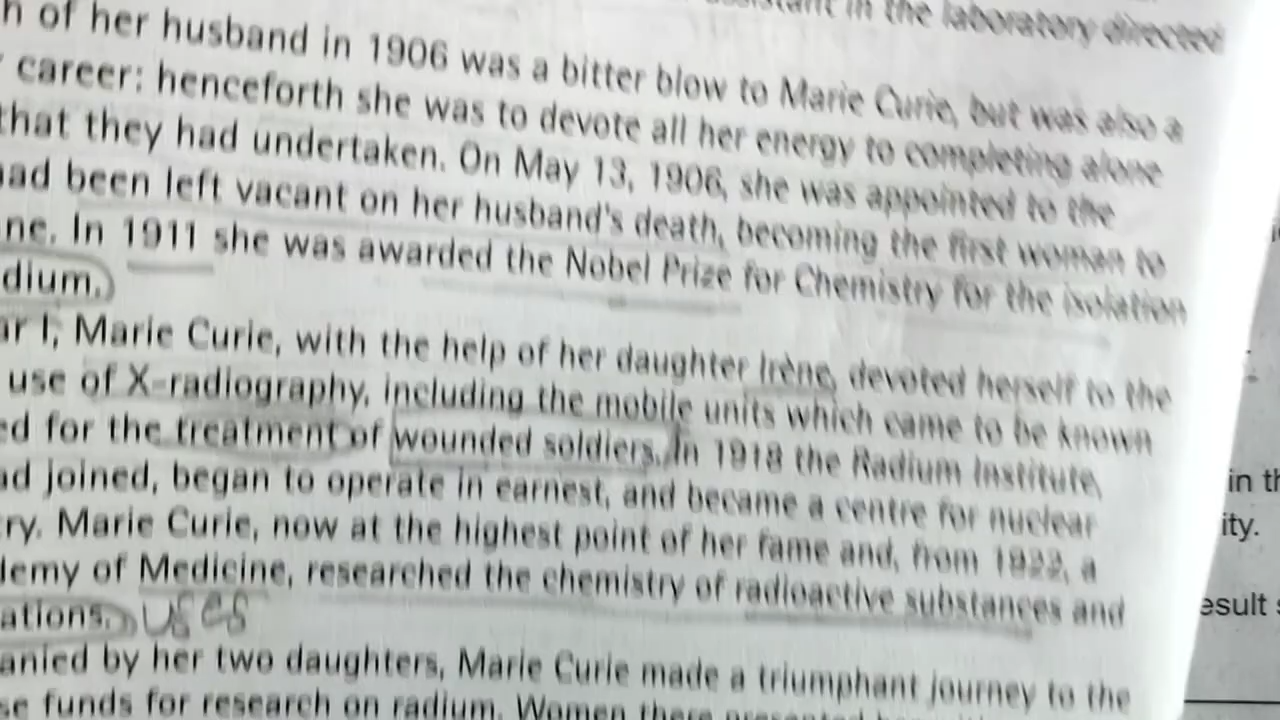 in the laboratory directed
h of her husband in 1906 was a bitter blow to Marie Curie, but was also a
career: henceforth she was to devote all her energy to completing alone
that they had undertaken. On May 13, 1906, she was appointed to the
ad been left vacant on her husband's death, becoming the first woman to
ne. In 1911 she was awarded the Nobel Prize for Chemistry for the isolation
dium.
ar I, Marie Curie, with the help of her daughter Irène, devoted herself to the
use of X-radiography, including the mobile units which came to be known
ed for the treatment of wounded soldiers. In 1918 the Radium Institute,
ad joined, began to operate in earnest, and became a centre for nuclear
ry. Marie Curie, now at the highest point of her fame and, from 1922, a
demy of Medicine, researched the chemistry of radioactive substances and
ations. uses
anied by her two daughters, Marie Curie made a triumphant journey to the
se funds for research on radium. Women there presented
in th
ity.
esult s